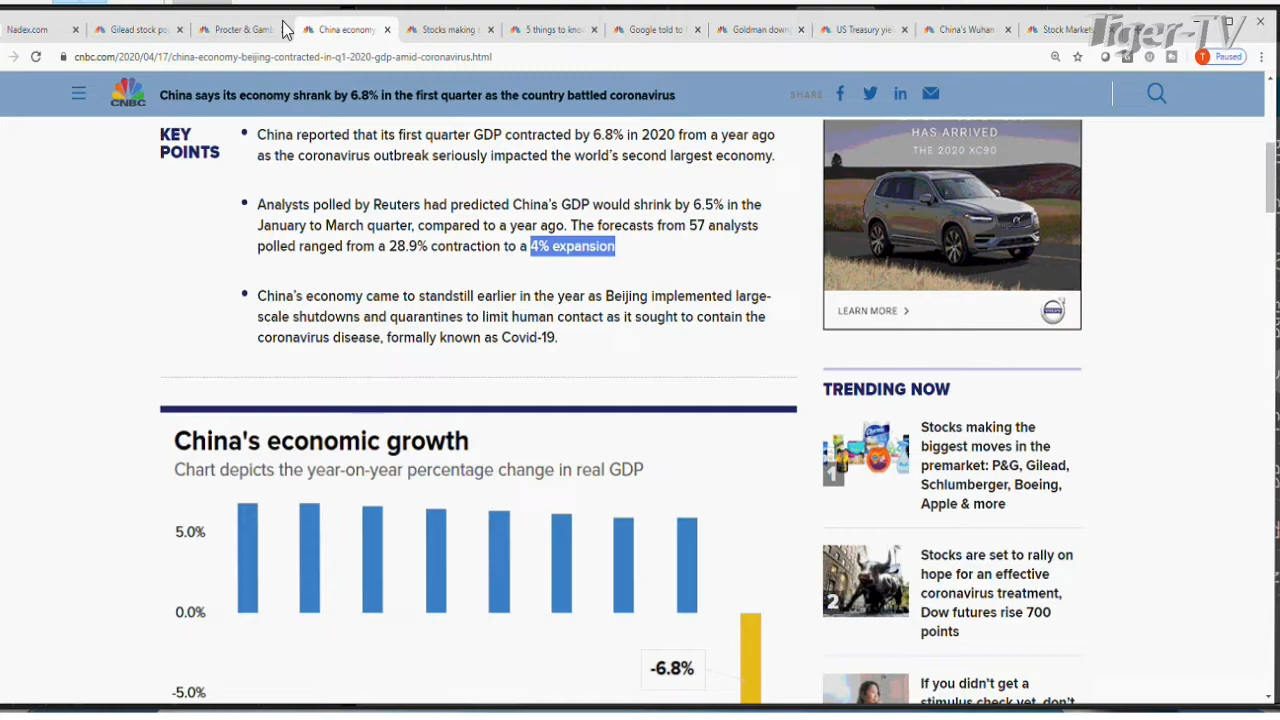 Nadex.com
Gilead stock po
Procter & Gamb
China economy
Stocks making
5 things to kno
Google told to
Goldman down
US Treasury yie
China's Wuhan
Stock Market
Tiger-TV
cnbc.com/2020/04/17/china-economy-beijing-contracted-in-q1-2020-gdp-amid-coronavirus.html
T
Paused
CNBC
China says its economy shrank by 6.8% in the first quarter as the country battled coronavirus
SHARE
KEY
POINTS
China reported that its first quarter GDP contracted by 6.8% in 2020 from a year ago
as the coronavirus outbreak seriously impacted the world's second largest economy.
Analysts polled by Reuters had predicted China's GDP would shrink by 6.5% in the
January to March quarter, compared to a year ago. The forecasts from 57 analysts
polled ranged from a 28.9% contraction to a 4% expansion
China's economy came to standstill earlier in the year as Beijing implemented large-
scale shutdowns and quarantines to limit human contact as it sought to contain the
coronavirus disease, formally known as Covid-19.
China's economic growth
Chart depicts the year-on-year percentage change in real GDP
5.0%
0.0%
-5.0%
-6.8%
HAS ARRIVED
THE 2020 XC90
LEARN MORE
TRENDING NOW
1
Stocks making the
biggest moves in the
premarket: P&G, Gilead,
Schlumberger, Boeing,
Apple & more
2
Stocks are set to rally on
hope for an effective
coronavirus treatment,
Dow futures rise 700
points
If you didn't get a
stimulus check yet, don't